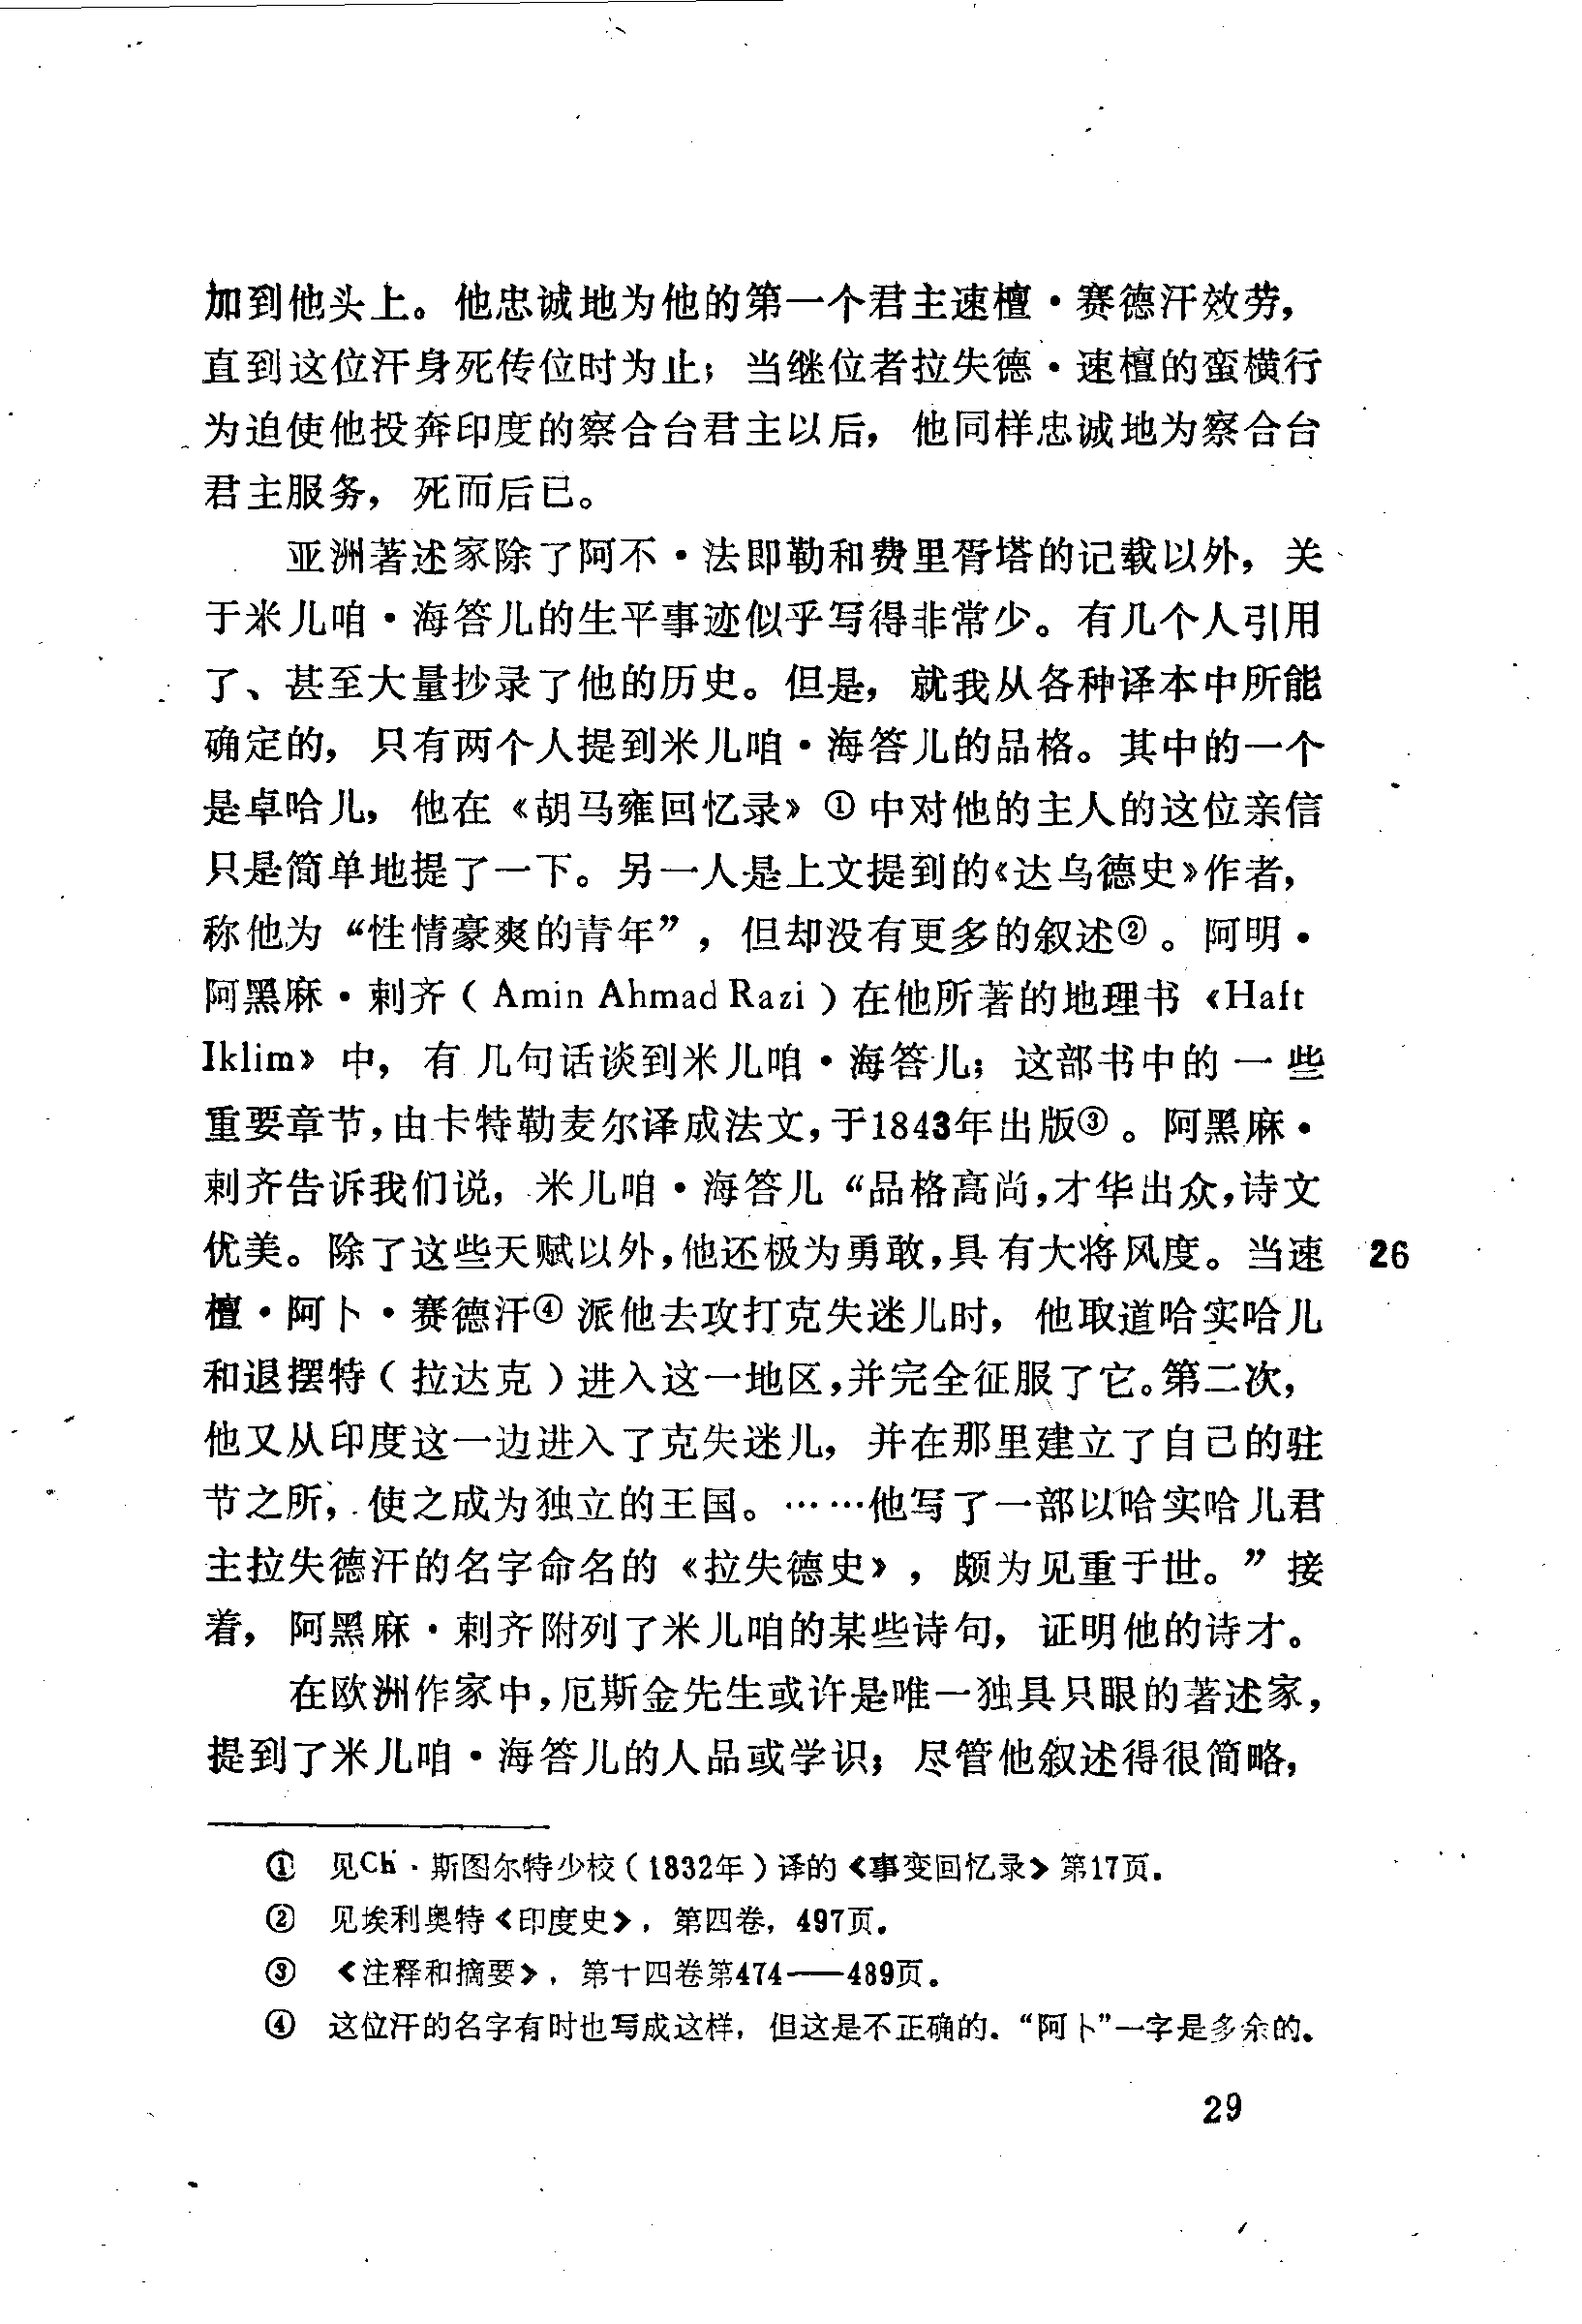 加到他头上。他忠诚地为他的第一个君主速檀·赛德汗效劳，
直到这位汗身死传位时为止；当继位者拉失德·速檀的蛮横行
为迫使他投奔印度的察合台君主以后，他同样忠诚地为察合台
君主服务，死而后已。
亚洲著述家除了阿不·法即勒和费里胥塔的记载以外，关
于米儿咱·海答儿的生平事迹似乎写得非常少。有几个人引用
了、甚至大量抄录了他的历史。但是，就我从各种译本中所能
确定的，只有两个人提到米儿咱·海答儿的品格。其中的一个
是卓哈儿，他在《胡马雍回忆录》①中对他的主人的这位亲信
只是简单地提了一下。另一人是上文提到的《达乌德史》作者，
称他为“性情豪爽的青年”，但却没有更多的叙述②。阿明·
阿黑麻·剌齐（Amin Ahmad Razi）在他所著的地理书《Haft
Iklim》中，有几句话谈到米儿咱·海答儿；这部书中的一些
重要章节，由卡特勒麦尔译成法文，于1843年出版③。阿黑麻·
剌齐告诉我们说，米儿咱·海答儿“品格高尚，才华出众，诗文
优美。除了这些天赋以外，他还极为勇敢，具有大将风度。当速 26
檀·阿卜·赛德汗④派他去攻打克失迷儿时，他取道哈实哈儿
和退摆特（拉达克）进入这一地区，并完全征服了它。第二次，
他又从印度这一边进入了克失迷儿，并在那里建立了自己的驻
节之所，使之成为独立的王国。……他写了一部以哈实哈儿君
主拉失德汗的名字命名的《拉失德史》，颇为见重于世。”接
着，阿黑麻·剌齐附列了米儿咱的某些诗句，证明他的诗才。
在欧洲作家中，厄斯金先生或许是唯一独具只眼的著述家，
提到了米儿咱·海答儿的人品或学识；尽管他叙述得很简略，
① 见Ch·斯图尔特少校（1832年）译的《事变回忆录》第17页。
② 见埃利奥特《印度史》，第四卷，497页。
③ 《注释和摘要》，第十四卷第474——489页。
④ 这位汗的名字有时也写成这样，但这是不正确的。“阿卜”一字是多余的。
29